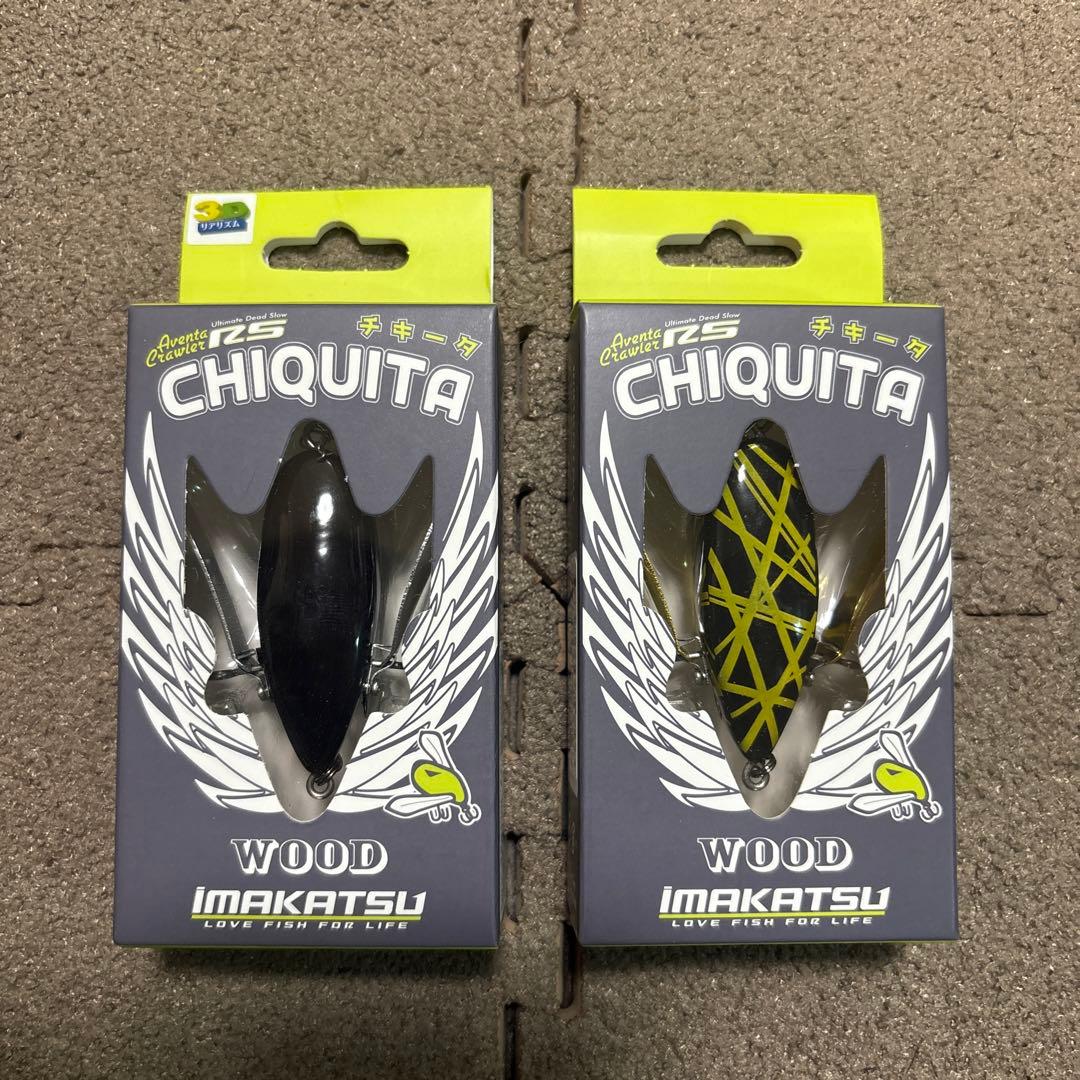 3D
リアリズム
Ultimate Dead Slow
Aventa Crawler RS
チキータ
CHIQUITA
WOOD
iMAKATSU
LOVE FISH FOR LIFE
Ultimate Dead Slow
Aventa Crawler RS
チキータ
CHIQUITA
WOOD
iMAKATSU
LOVE FISH FOR LIFE